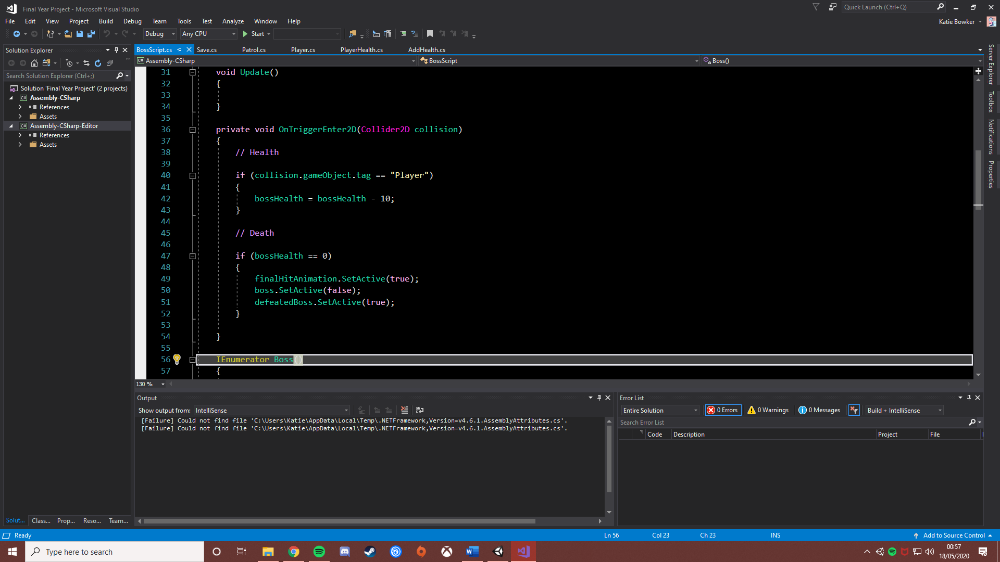 Final Year Project - Microsoft Visual Studio
Quick Launch (Ctrl+Q)
File Edit View Project Build Debug Team Tools Test Analyze Window Help
Katie Bowker
Debug Any CPU Start
Solution Explorer
Search Solution Explorer (Ctrl+;)
Solution 'Final Year Project' (2 projects)
C# Assembly-CSharp
References
Assets
C# Assembly-CSharp-Editor
References
Assets
Solut... Class... Prop... Reso... Team...
BossScript.cs Save.cs Patrol.cs Player.cs PlayerHealth.cs AddHealth.cs
C# Assembly-CSharp BossScript Boss()
31 void Update()
32 {
33
34 }
35
36 private void OnTriggerEnter2D(Collider2D collision)
37 {
38 // Health
39
40 if (collision.gameObject.tag == "Player")
41 {
42 bossHealth = bossHealth - 10;
43 }
44
45 // Death
46
47 if (bossHealth == 0)
48 {
49 finalHitAnimation.SetActive(true);
50 boss.SetActive(false);
51 defeatedBoss.SetActive(true);
52 }
53
54 }
55
56 IEnumerator Boss()
57 {
130 %
Server Explorer
Toolbox
Notifications
Properties
Output
Show output from: IntelliSense
[Failure] Could not find file 'C:\Users\Katie\AppData\Local\Temp\.NETFramework,Version=v4.6.1.AssemblyAttributes.cs'.
[Failure] Could not find file 'C:\Users\Katie\AppData\Local\Temp\.NETFramework,Version=v4.6.1.AssemblyAttributes.cs'.
Error List
Entire Solution 0 Errors 0 Warnings 0 Messages Build + IntelliSense
Search Error List
Code Description Project File
Ready Ln 56 Col 23 Ch 23 INS Add to Source Control
Type here to search
00:57
18/05/2020